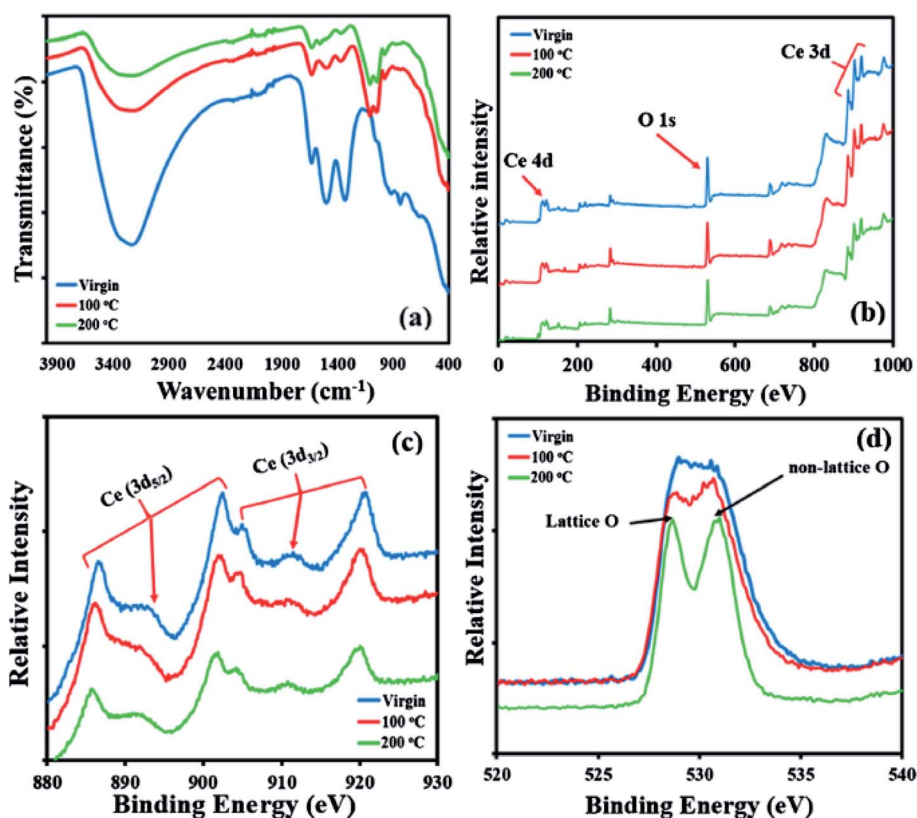 Transmittance (%)
Virgin
100 °C
200 °C
(a)
3900 3400 2900 2400 1900 1400 900 400
Wavenumber (cm-1)
Relative intensity
Virgin
100 °C
200 °C
Ce 3d
O 1s
Ce 4d
(b)
0 200 400 600 800 1000
Binding Energy (eV)
Relative Intensity
(c)
Ce (3d5/2)
Ce (3d3/2)
Virgin
100 °C
200 °C
880 890 900 910 920 930
Binding Energy (eV)
Relative Intensity
Virgin
100 °C
200 °C
(d)
non-lattice O
Lattice O
520 525 530 535 540
Binding Energy (eV)